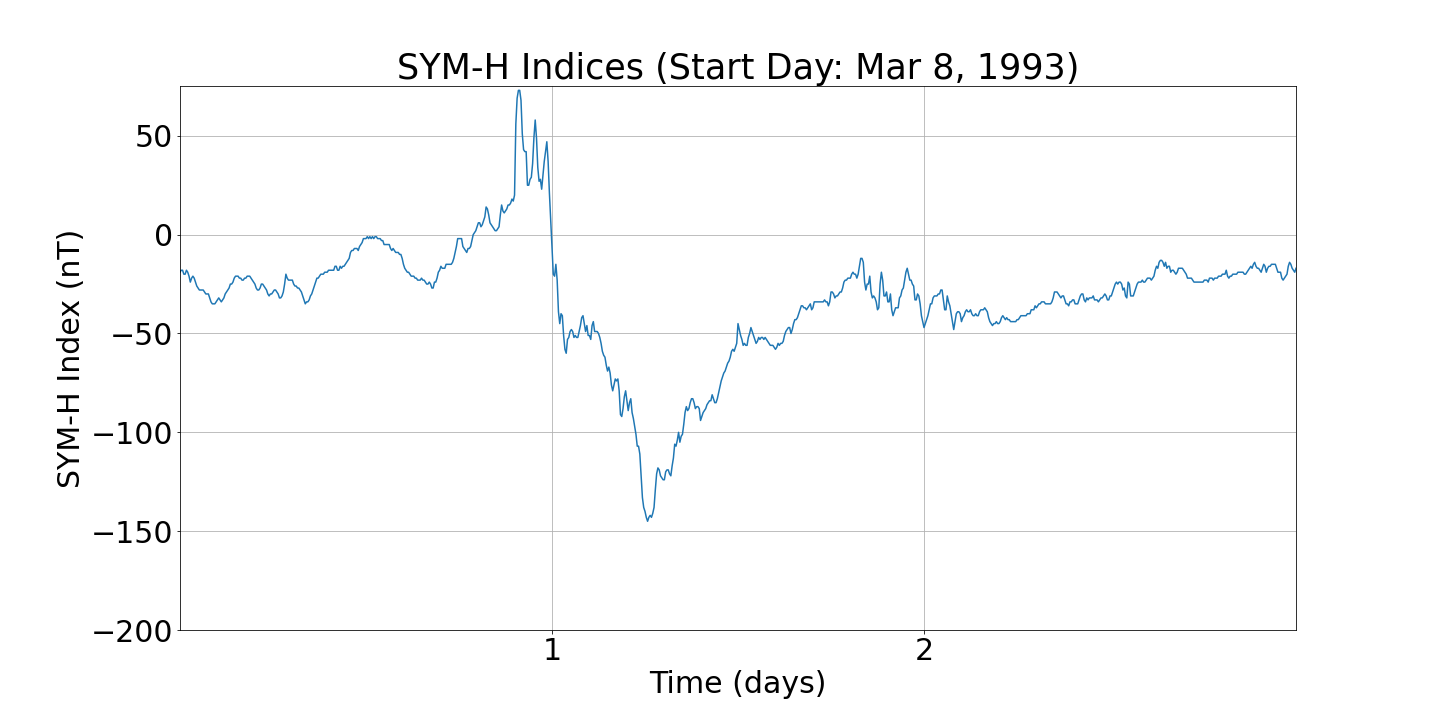 SYM-H Indices (Start Day: Mar 8, 1993)
50
0
−50
−100
−150
−200
SYM-H Index (nT)
1 2
Time (days)